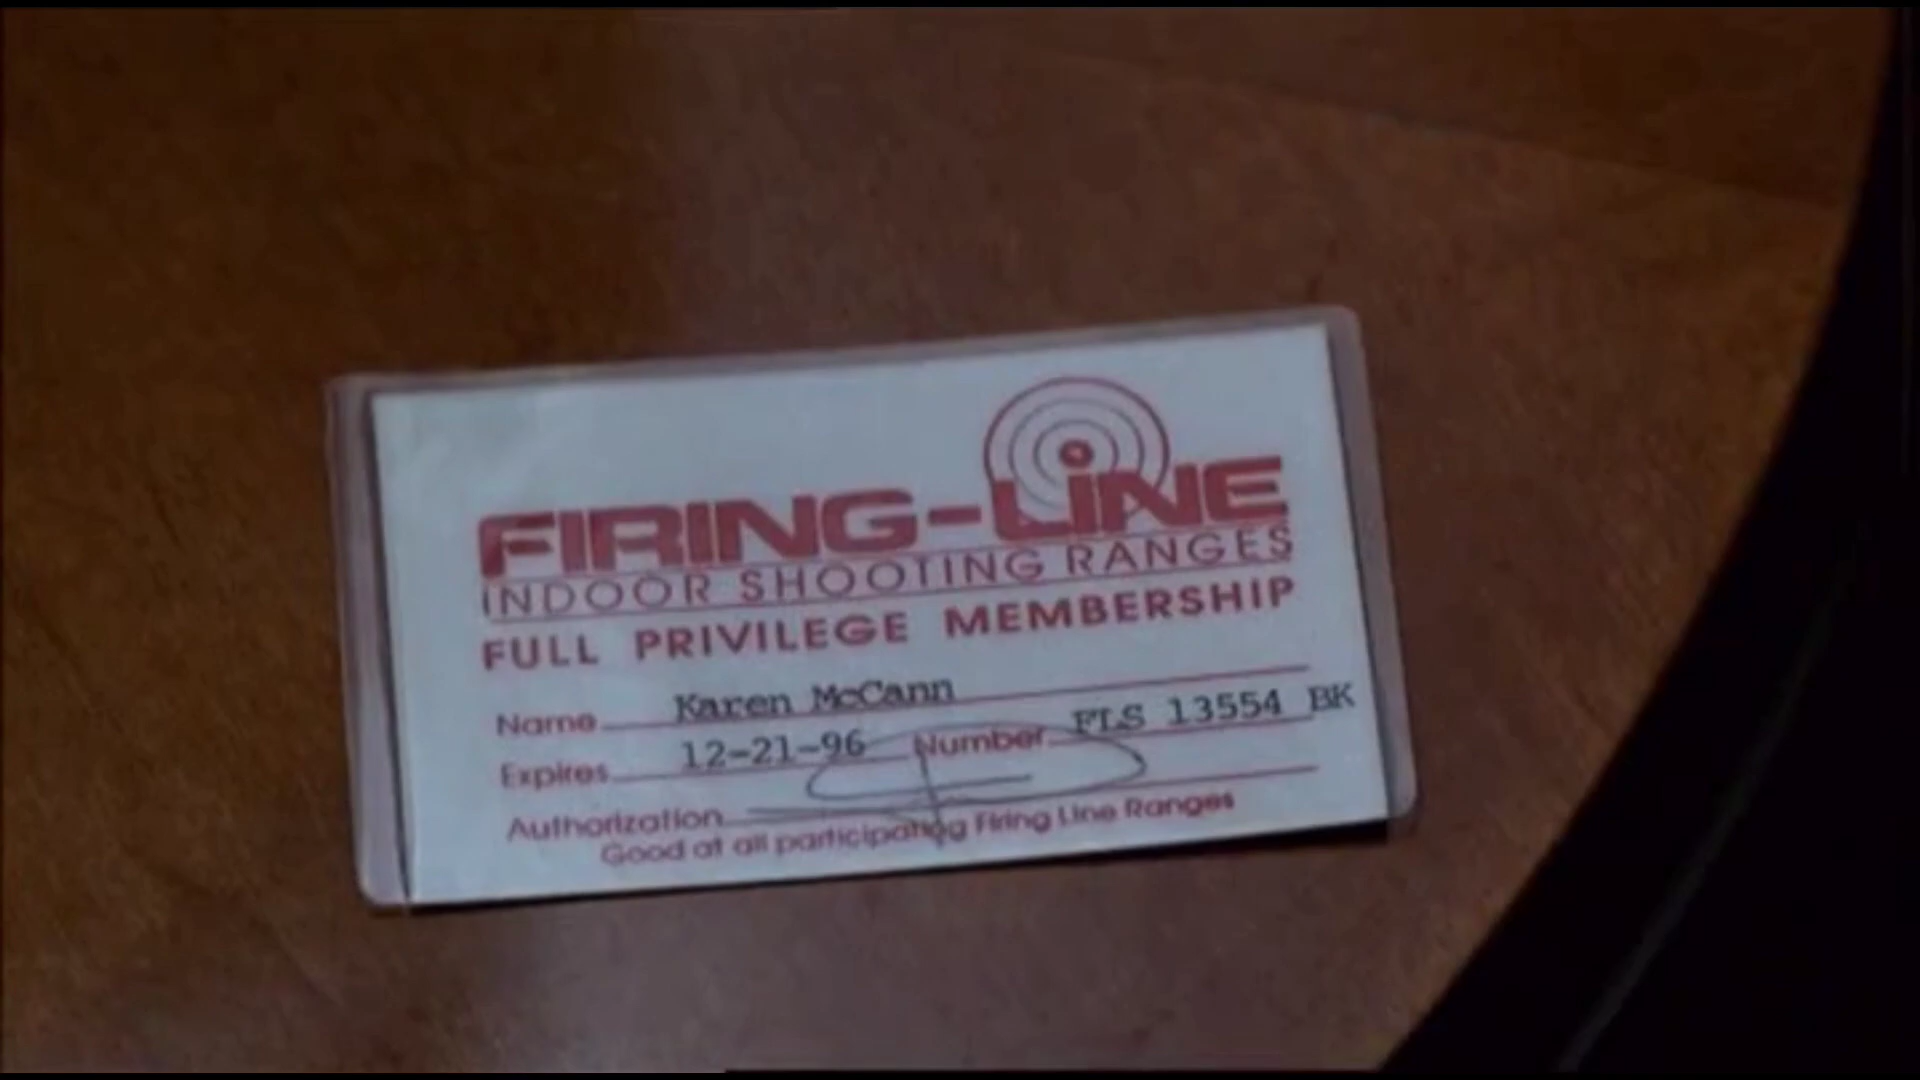 FIRING-LINE
INDOOR SHOOTING RANGES
FULL PRIVILEGE MEMBERSHIP
Name Karen McCann
Expires 12-21-96 Number FLS 13554 BK
Authorization
Good at all participating Firing Line Ranges